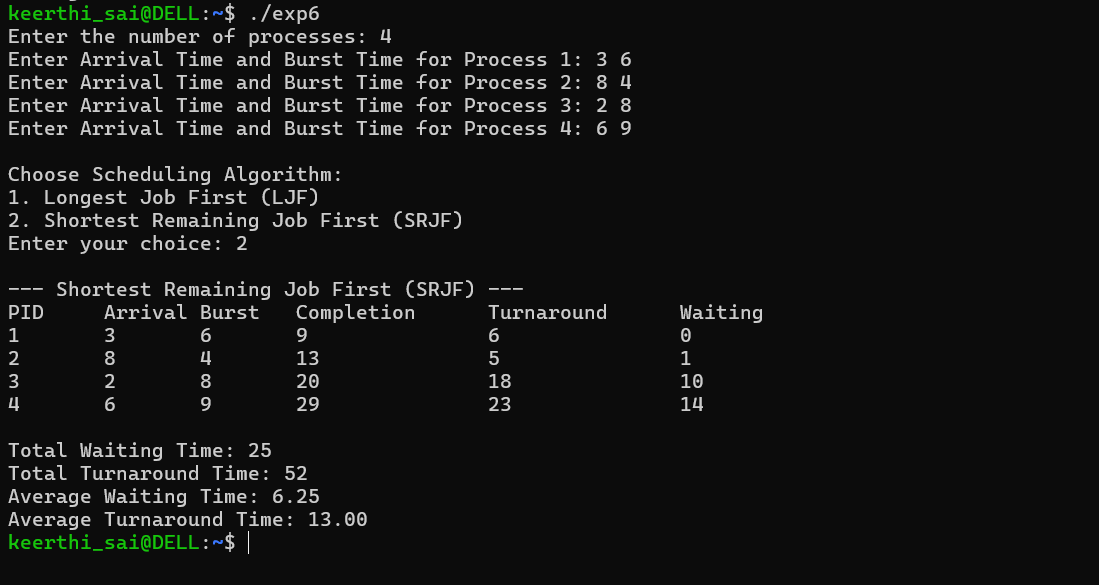 keerthi_sai@DELL:~$ ./exp6
Enter the number of processes: 4
Enter Arrival Time and Burst Time for Process 1: 3 6
Enter Arrival Time and Burst Time for Process 2: 8 4
Enter Arrival Time and Burst Time for Process 3: 2 8
Enter Arrival Time and Burst Time for Process 4: 6 9

Choose Scheduling Algorithm:
1. Longest Job First (LJF)
2. Shortest Remaining Job First (SRJF)
Enter your choice: 2

--- Shortest Remaining Job First (SRJF) ---
PID     Arrival Burst   Completion      Turnaround      Waiting
1       3       6       9               6               0
2       8       4       13              5               1
3       2       8       20              18              10
4       6       9       29              23              14

Total Waiting Time: 25
Total Turnaround Time: 52
Average Waiting Time: 6.25
Average Turnaround Time: 13.00
keerthi_sai@DELL:~$